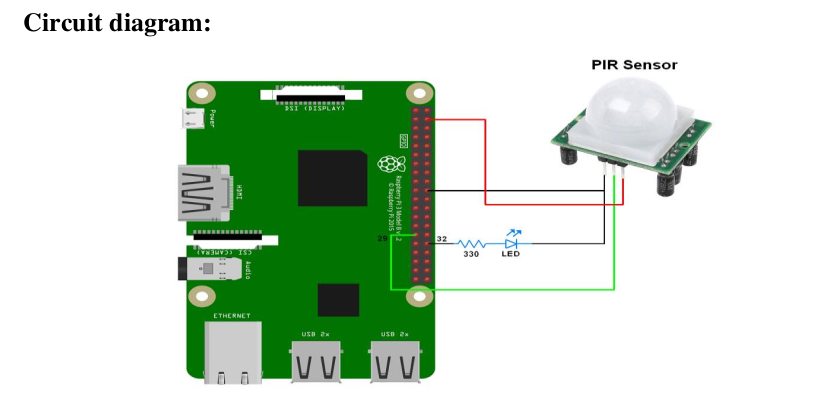 Circuit diagram:
PIR Sensor
DSI (DISPLAY)
Power
GPIO
HDMI
Raspberry Pi 3 Model B v1.2
© Raspberry Pi 2015
29
32
330
LED
CSI (CAMERA)
Audio
ETHERNET
USB 2x
USB 2x